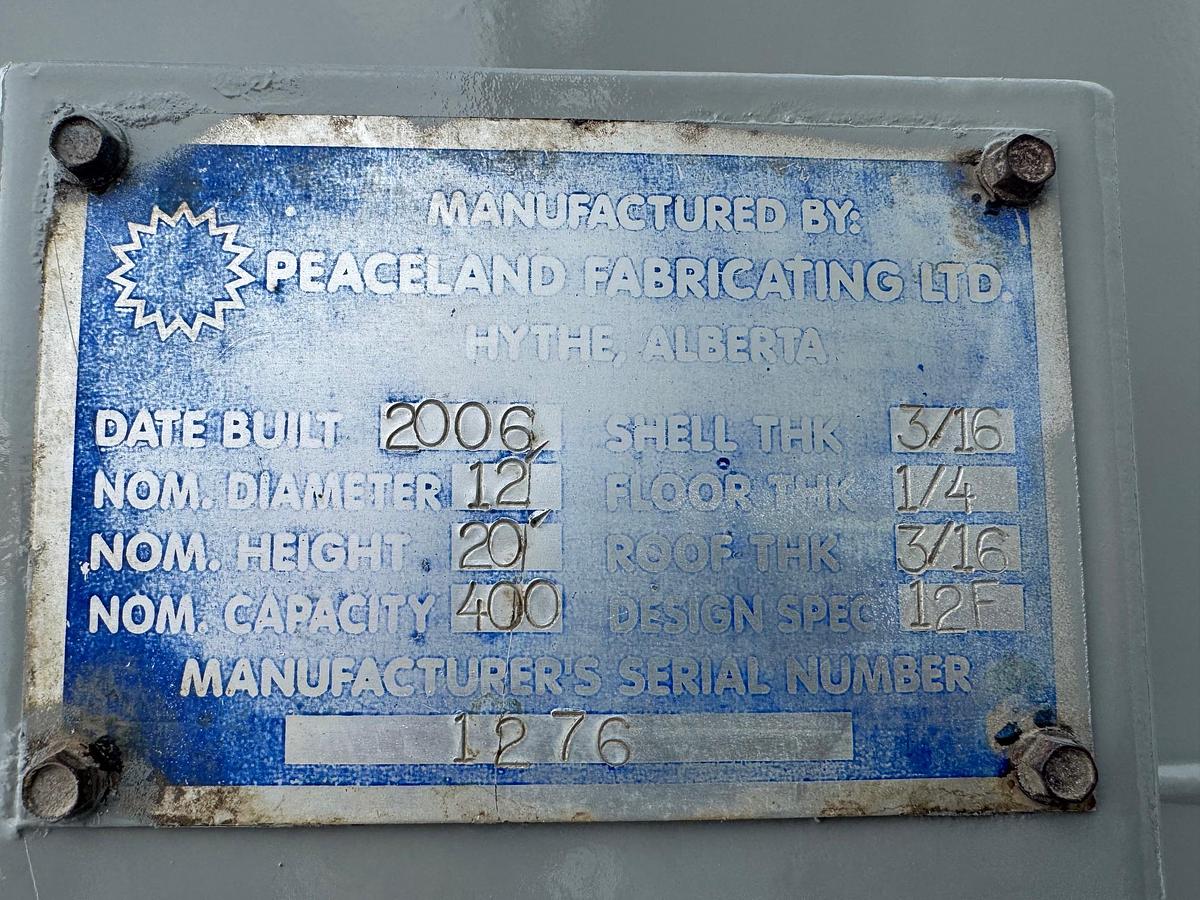 MANUFACTURED BY:
PEACELAND FABRICATING LTD.
HYTHE, ALBERTA
DATE BUILT 2006 SHELL THK 3/16
NOM. DIAMETER 12' FLOOR THK 1/4
NOM. HEIGHT 20' ROOF THK 3/16
NOM. CAPACITY 400 DESIGN SPEC 12F
MANUFACTURER'S SERIAL NUMBER
1276